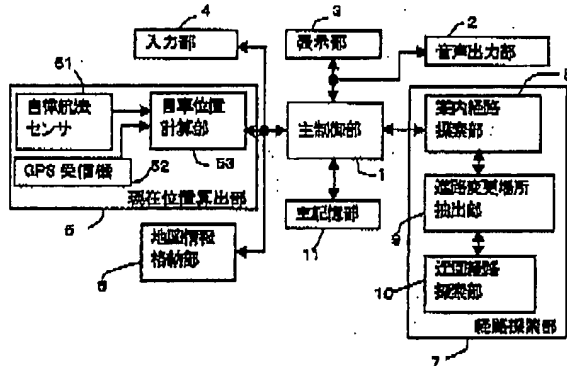 4
入力部
3
表示部
2
音声出力部
51
自律航法
センサ
自車位置
計算部
GPS 受信機
52
53
現在位置算出部
5
主制御部
1
8
案内経路
探索部
進路変更場所
抽出部
9
迂回経路
探索部
10
経路探索部
7
地図情報
格納部
6
主記憶部
11